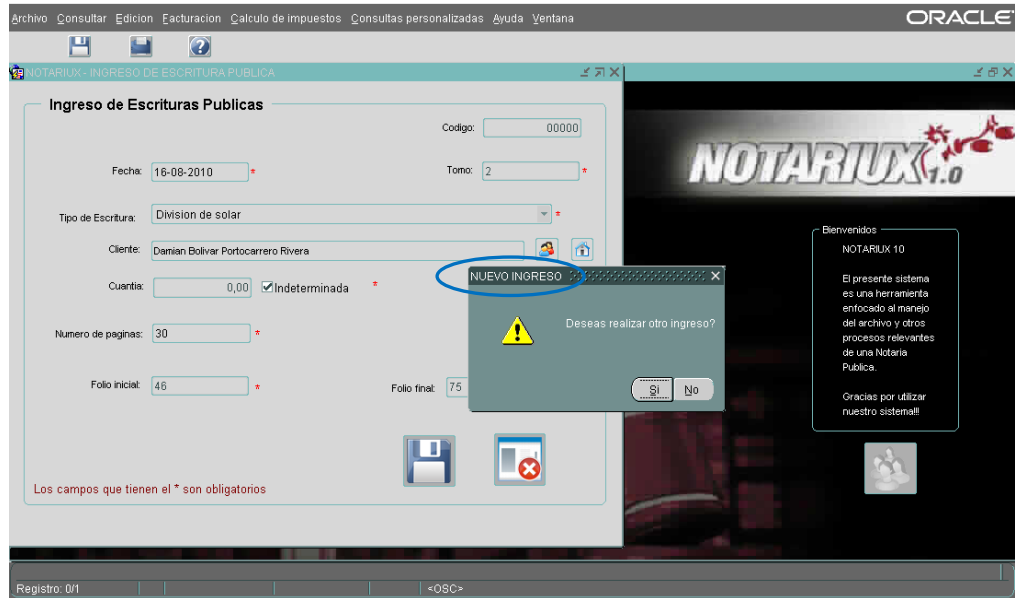 Archivo Consultar Edicion Facturacion Calculo de impuestos Consultas personalizadas Ayuda Ventana
ORACLE
NOTARIUX - INGRESO DE ESCRITURA PUBLICA
Ingreso de Escrituras Publicas
Codigo: 00000
Fecha: 16-08-2010 * Tomo: 2 *
Tipo de Escritura: Division de solar *
Cliente: Damian Bolivar Portocarrero Rivera
Cuantia: 0,00 Indeterminada *
Numero de paginas: 30 *
Folio inicial: 46 * Folio final: 75
Los campos que tienen el * son obligatorios
NUEVO INGRESO
Deseas realizar otro ingreso?
Si No
NOTARIUX 1.0
Bienvenidos
NOTARIUX 10
El presente sistema
es una herramienta
enfocado al manejo
del archivo y otros
procesos relevantes
de una Notaria
Publica.
Gracias por utilizar
nuestro sistema!!!
Registro: 0/1 <OSC>